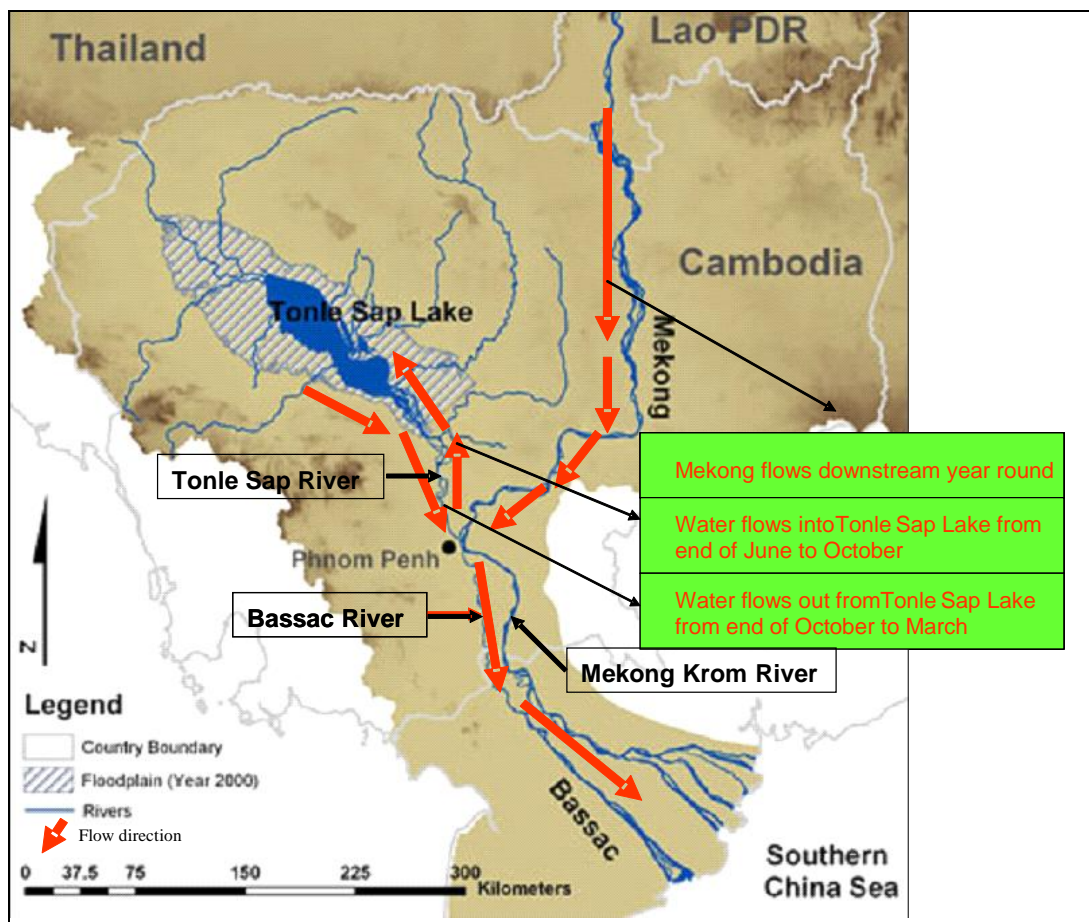 Thailand
Lao PDR
Cambodia
Tonle Sap Lake
Mekong
Mekong flows downstream year round
Tonle Sap River
Water flows intoTonle Sap Lake from
end of June to October
Phnom Penh
Water flows out fromTonle Sap Lake
from end of October to March
Bassac River
Mekong Krom River
N
Legend
Country Boundary
Floodplain (Year 2000)
Rivers
Flow direction
Bassac
Southern
China Sea
0 37.5 75 150 225 300
Kilometers